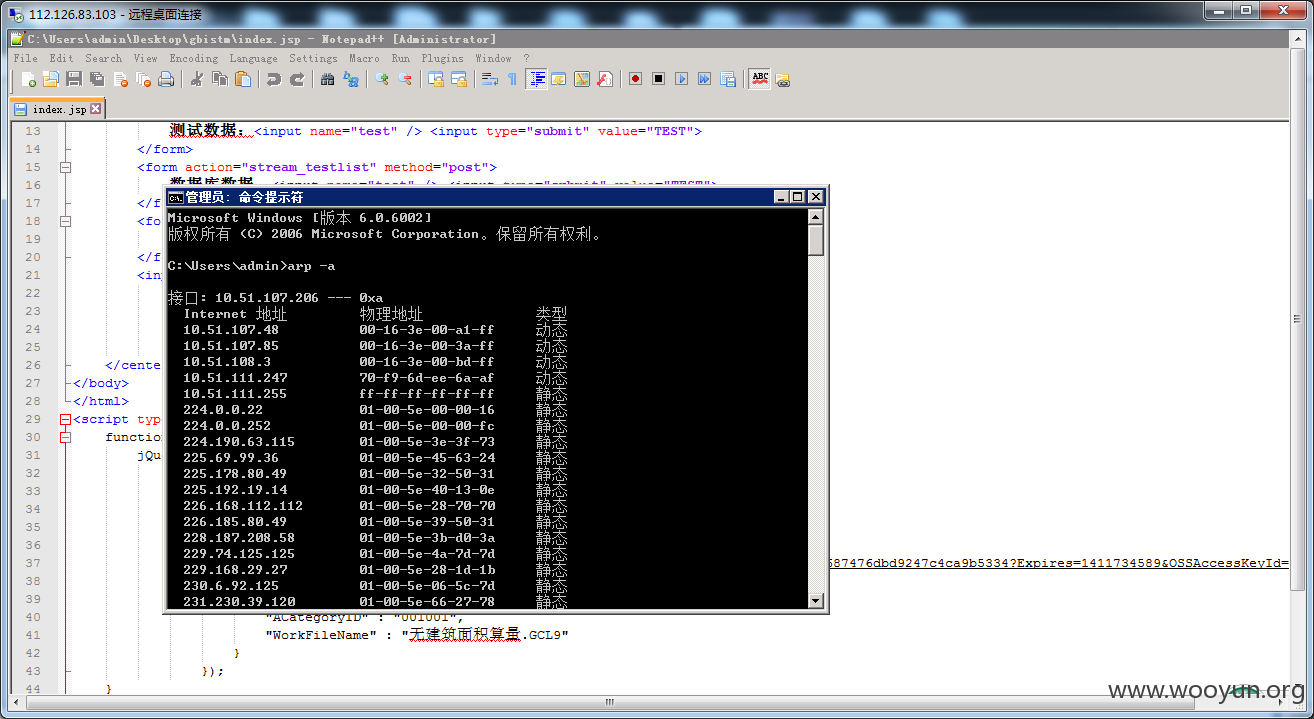 112.126.83.103 - 远程桌面连接
C:\Users\admin\Desktop\gbistm\index.jsp - Notepad++ [Administrator]
File Edit Search View Encoding Language Settings Macro Run Plugins Window ?
ABC
index.jsp
13 测试数据：<input name="test" /> <input type="submit" value="TEST">
14 </form>
15 <form action="stream_testlist" method="post">
16 数据库数据：<input name="test" /> <input type="submit" value="TEST">
管理员: 命令提示符
17 </f
Microsoft Windows [版本 6.0.6002]
18 <fo
版权所有 (C) 2006 Microsoft Corporation。保留所有权利。
19
20 </f
C:\Users\admin>arp -a
21 <in
22
接口: 10.51.107.206 --- 0xa
23
Internet 地址 物理地址 类型
24
10.51.107.48 00-16-3e-00-a1-ff 动态
25
10.51.107.85 00-16-3e-00-3a-ff 动态
26 </cente
10.51.108.3 00-16-3e-00-bd-ff 动态
27 </body>
10.51.111.247 70-f9-6d-ee-6a-af 动态
28 </html>
10.51.111.255 ff-ff-ff-ff-ff-ff 静态
29 <script typ
224.0.0.22 01-00-5e-00-00-16 静态
224.0.0.252 01-00-5e-00-00-fc 静态
30 function
224.190.63.115 01-00-5e-3e-3f-73 静态
31 jQu
225.69.99.36 01-00-5e-45-63-24 静态
32
225.178.80.49 01-00-5e-32-50-31 静态
33
225.192.19.14 01-00-5e-40-13-0e 静态
34
226.168.112.112 01-00-5e-28-70-70 静态
35
226.185.80.49 01-00-5e-39-50-31 静态
36
228.187.208.58 01-00-5e-3b-d0-3a 静态
229.74.125.125 01-00-5e-4a-7d-7d 静态
37 587476dbd9247c4ca9b5334?Expires=1411734589&OSSAccessKeyId=
229.168.29.27 01-00-5e-28-1d-1b 静态
38
230.6.92.125 01-00-5e-06-5c-7d 静态
39
231.230.39.120 01-00-5e-66-27-78 静态
40 "ACategoryID" : "001001",
41 "WorkFileName" : "无建筑面积算量.GCL9"
42 }
43 });
44 }
www.wooyun.org